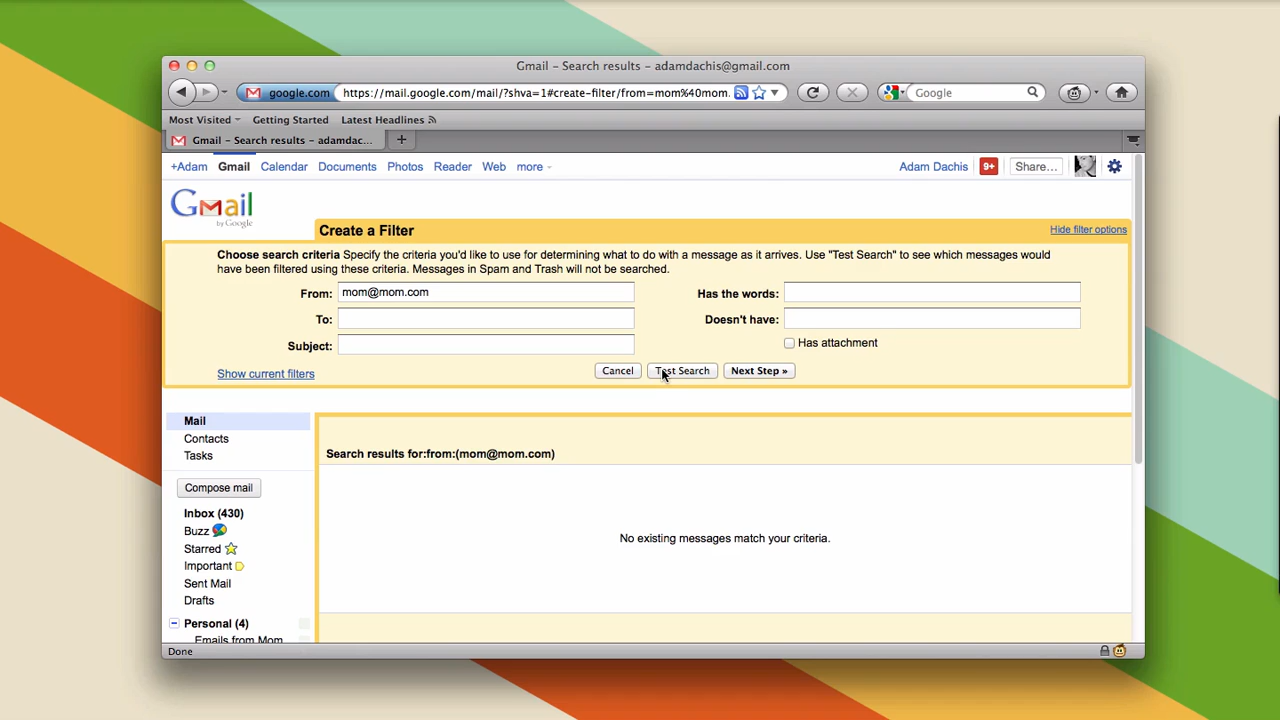 Gmail – Search results – adamdachis@gmail.com
google.com https://mail.google.com/mail/?shva=1#create-filter/from=mom%40mom. Google
Most Visited Getting Started Latest Headlines
Gmail – Search results – adamdac... +
+Adam Gmail Calendar Documents Photos Reader Web more Adam Dachis 9+ Share...
Gmail
by Google
Create a Filter Hide filter options
Choose search criteria Specify the criteria you'd like to use for determining what to do with a message as it arrives. Use "Test Search" to see which messages would
have been filtered using these criteria. Messages in Spam and Trash will not be searched.
From: mom@mom.com Has the words:
To: Doesn't have:
Subject: Has attachment
Show current filters Cancel Test Search Next Step »
Mail
Contacts
Tasks
Compose mail
Inbox (430)
Buzz
Starred
Important
Sent Mail
Drafts
Personal (4)
Emails from Mom
Search results for:from:(mom@mom.com)
No existing messages match your criteria.
Done